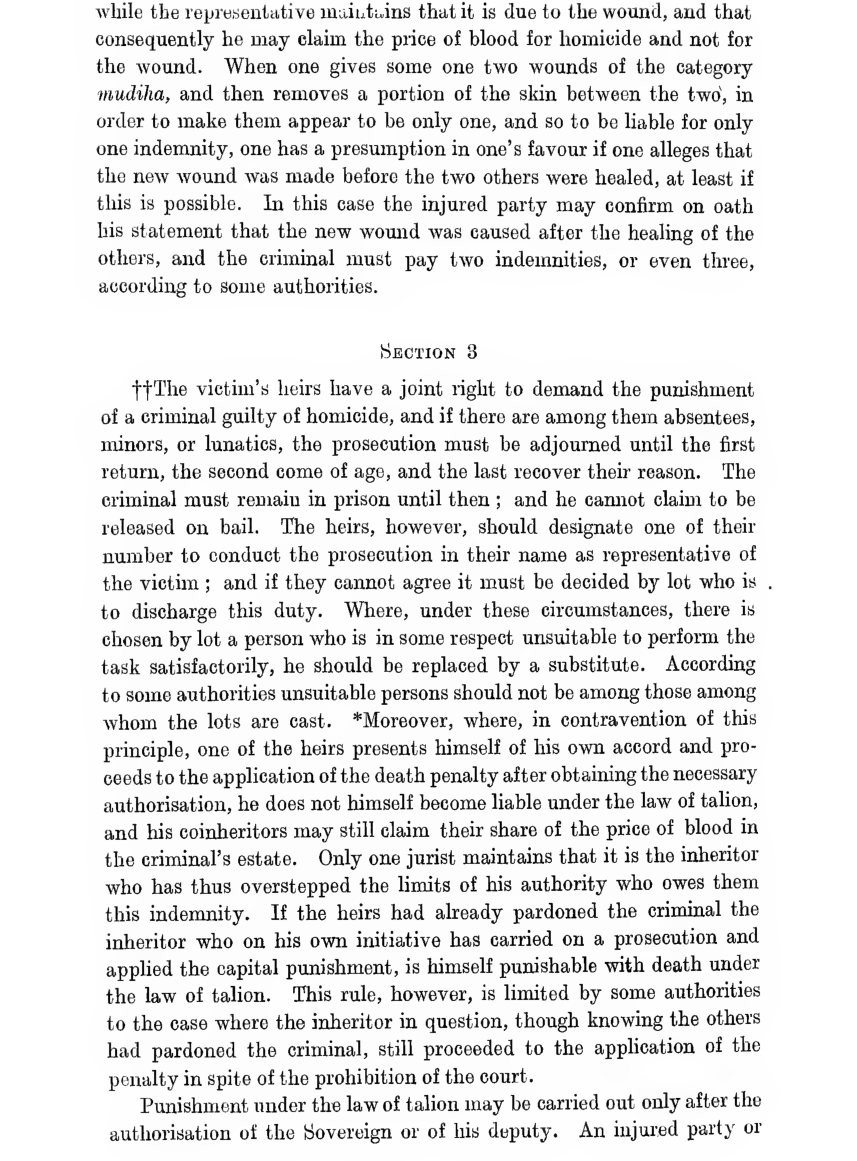 while the representative maintains that it is due to the wound, and that
consequently he may claim the price of blood for homicide and not for
the wound. When one gives some one two wounds of the category
mudiha, and then removes a portion of the skin between the two, in
order to make them appear to be only one, and so to be liable for only
one indemnity, one has a presumption in one's favour if one alleges that
the new wound was made before the two others were healed, at least if
this is possible. In this case the injured party may confirm on oath
his statement that the new wound was caused after the healing of the
others, and the criminal must pay two indemnities, or even three,
according to some authorities.
SECTION 3
††The victim's heirs have a joint right to demand the punishment
of a criminal guilty of homicide, and if there are among them absentees,
minors, or lunatics, the prosecution must be adjourned until the first
return, the second come of age, and the last recover their reason. The
criminal must remain in prison until then; and he cannot claim to be
released on bail. The heirs, however, should designate one of their
number to conduct the prosecution in their name as representative of
the victim; and if they cannot agree it must be decided by lot who is
to discharge this duty. Where, under these circumstances, there is
chosen by lot a person who is in some respect unsuitable to perform the
task satisfactorily, he should be replaced by a substitute. According
to some authorities unsuitable persons should not be among those among
whom the lots are cast. *Moreover, where, in contravention of this
principle, one of the heirs presents himself of his own accord and pro-
ceeds to the application of the death penalty after obtaining the necessary
authorisation, he does not himself become liable under the law of talion,
and his coinheritors may still claim their share of the price of blood in
the criminal's estate. Only one jurist maintains that it is the inheritor
who has thus overstepped the limits of his authority who owes them
this indemnity. If the heirs had already pardoned the criminal the
inheritor who on his own initiative has carried on a prosecution and
applied the capital punishment, is himself punishable with death under
the law of talion. This rule, however, is limited by some authorities
to the case where the inheritor in question, though knowing the others
had pardoned the criminal, still proceeded to the application of the
penalty in spite of the prohibition of the court.
Punishment under the law of talion may be carried out only after the
authorisation of the Sovereign or of his deputy. An injured party or